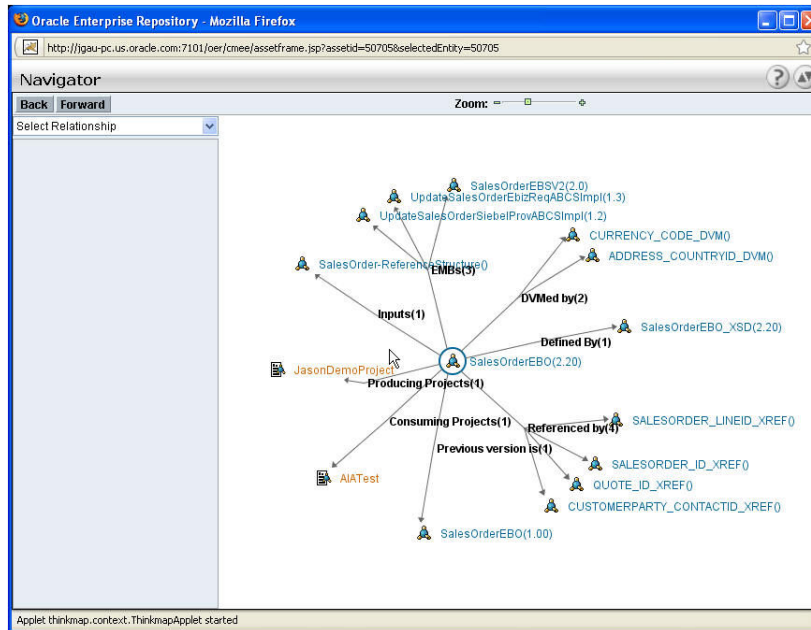 Oracle Enterprise Repository - Mozilla Firefox
http://jgau-pc.us.oracle.com:7101/oer/cmee/assetframe.jsp?assetid=50705&selectedEntity=50705
Navigator
Back Forward Zoom:
Select Relationship
SalesOrderEBSV2(2.0)
UpdateSalesOrderEbizReqABCSImpl(1.3)
UpdateSalesOrderSiebelProvABCSImpl(1.2)
CURRENCY_CODE_DVM()
ADDRESS_COUNTRYID_DVM()
SalesOrder-ReferenceStructure()
EMBs(3)
DVMed by(2)
Inputs(1)
SalesOrderEBO_XSD(2.20)
Defined By(1)
SalesOrderEBO(2.20)
JasonDemoProject
Producing Projects(1)
Consuming Projects(1)
Referenced by(4)
SALESORDER_LINEID_XREF()
Previous version is(1)
SALESORDER_ID_XREF()
AIATest
QUOTE_ID_XREF()
CUSTOMERPARTY_CONTACTID_XREF()
SalesOrderEBO(1.00)
Applet thinkmap.context.ThinkmapApplet started